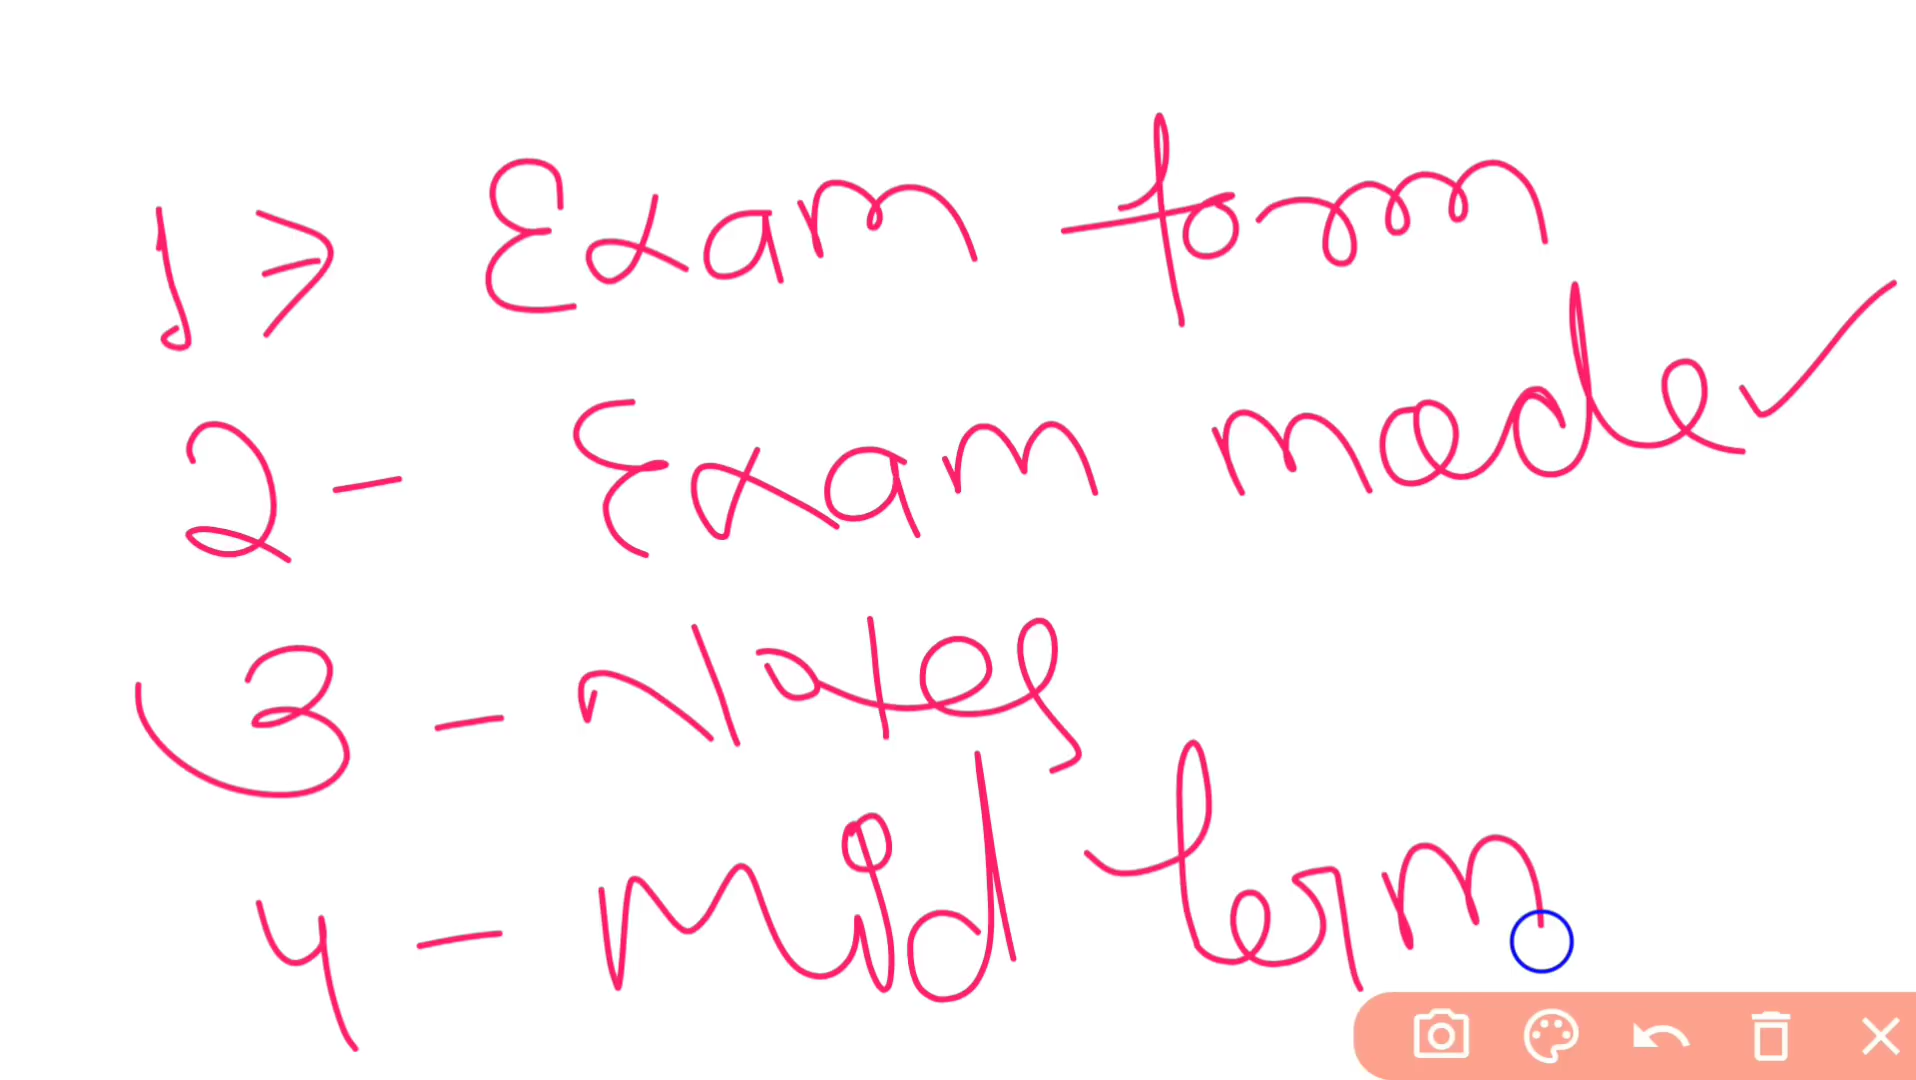 1> Exam form
2- Exam mode ✓
3- Notes
4- Mid term